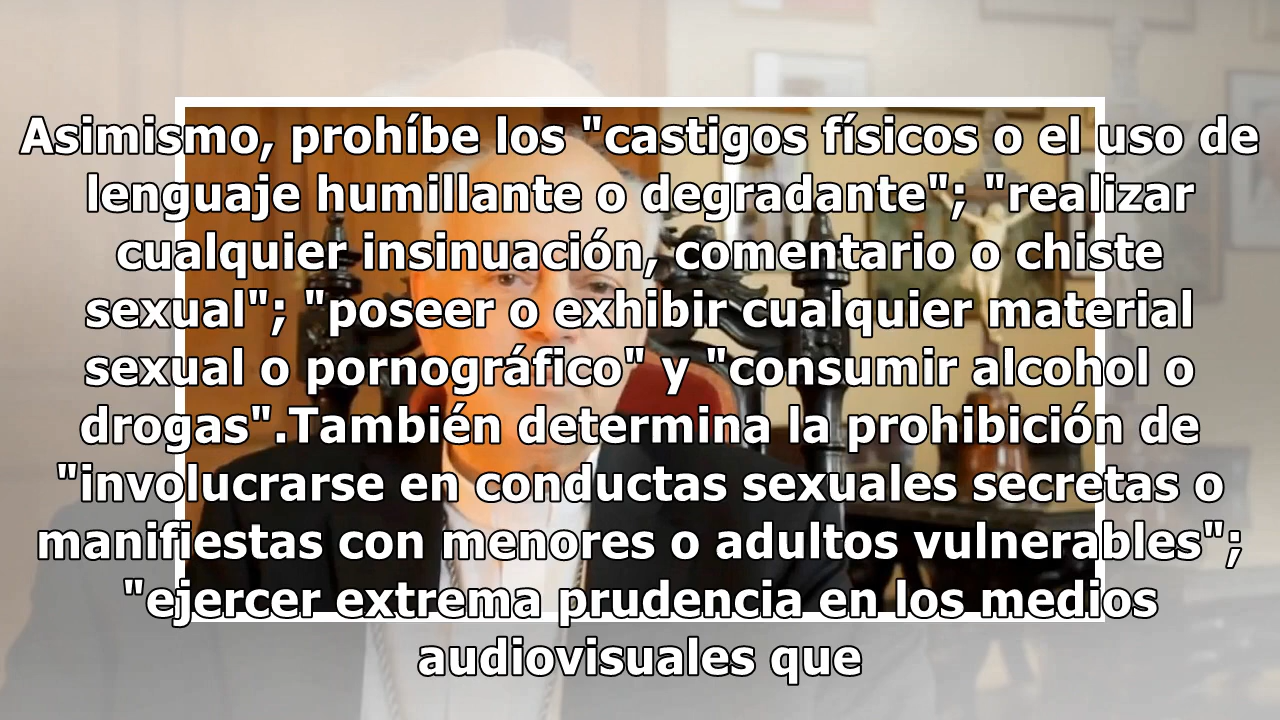 Asimismo, prohíbe los "castigos físicos o el uso de
lenguaje humillante o degradante"; "realizar
cualquier insinuación, comentario o chiste
sexual"; "poseer o exhibir cualquier material
sexual o pornográfico" y "consumir alcohol o
drogas".También determina la prohibición de
"involucrarse en conductas sexuales secretas o
manifiestas con menores o adultos vulnerables";
"ejercer extrema prudencia en los medios
audiovisuales que